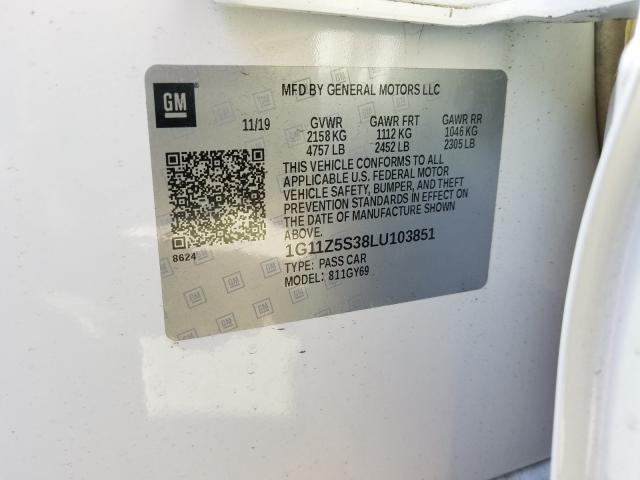 GM
MFD BY GENERAL MOTORS LLC
11/19 GVWR GAWR FRT GAWR RR
2158 KG 1112 KG 1046 KG
4757 LB 2452 LB 2305 LB
THIS VEHICLE CONFORMS TO ALL
APPLICABLE U.S. FEDERAL MOTOR
VEHICLE SAFETY, BUMPER, AND THEFT
PREVENTION STANDARDS IN EFFECT ON
THE DATE OF MANUFACTURE SHOWN
ABOVE.
8624
1G11Z5S38LU103851
TYPE: PASS CAR
MODEL: 811GY69